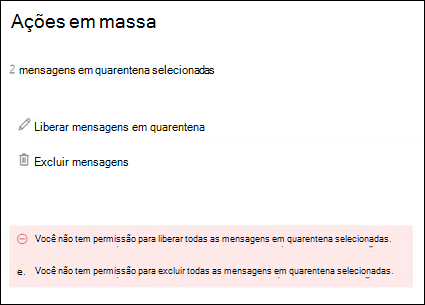 Ações em massa
2 mensagens em quarentena selecionadas
Liberar mensagens em quarentena
Excluir mensagens
Você não tem permissão para liberar todas as mensagens em quarentena selecionadas.
e. Você não tem permissão para excluir todas as mensagens em quarentena selecionadas.